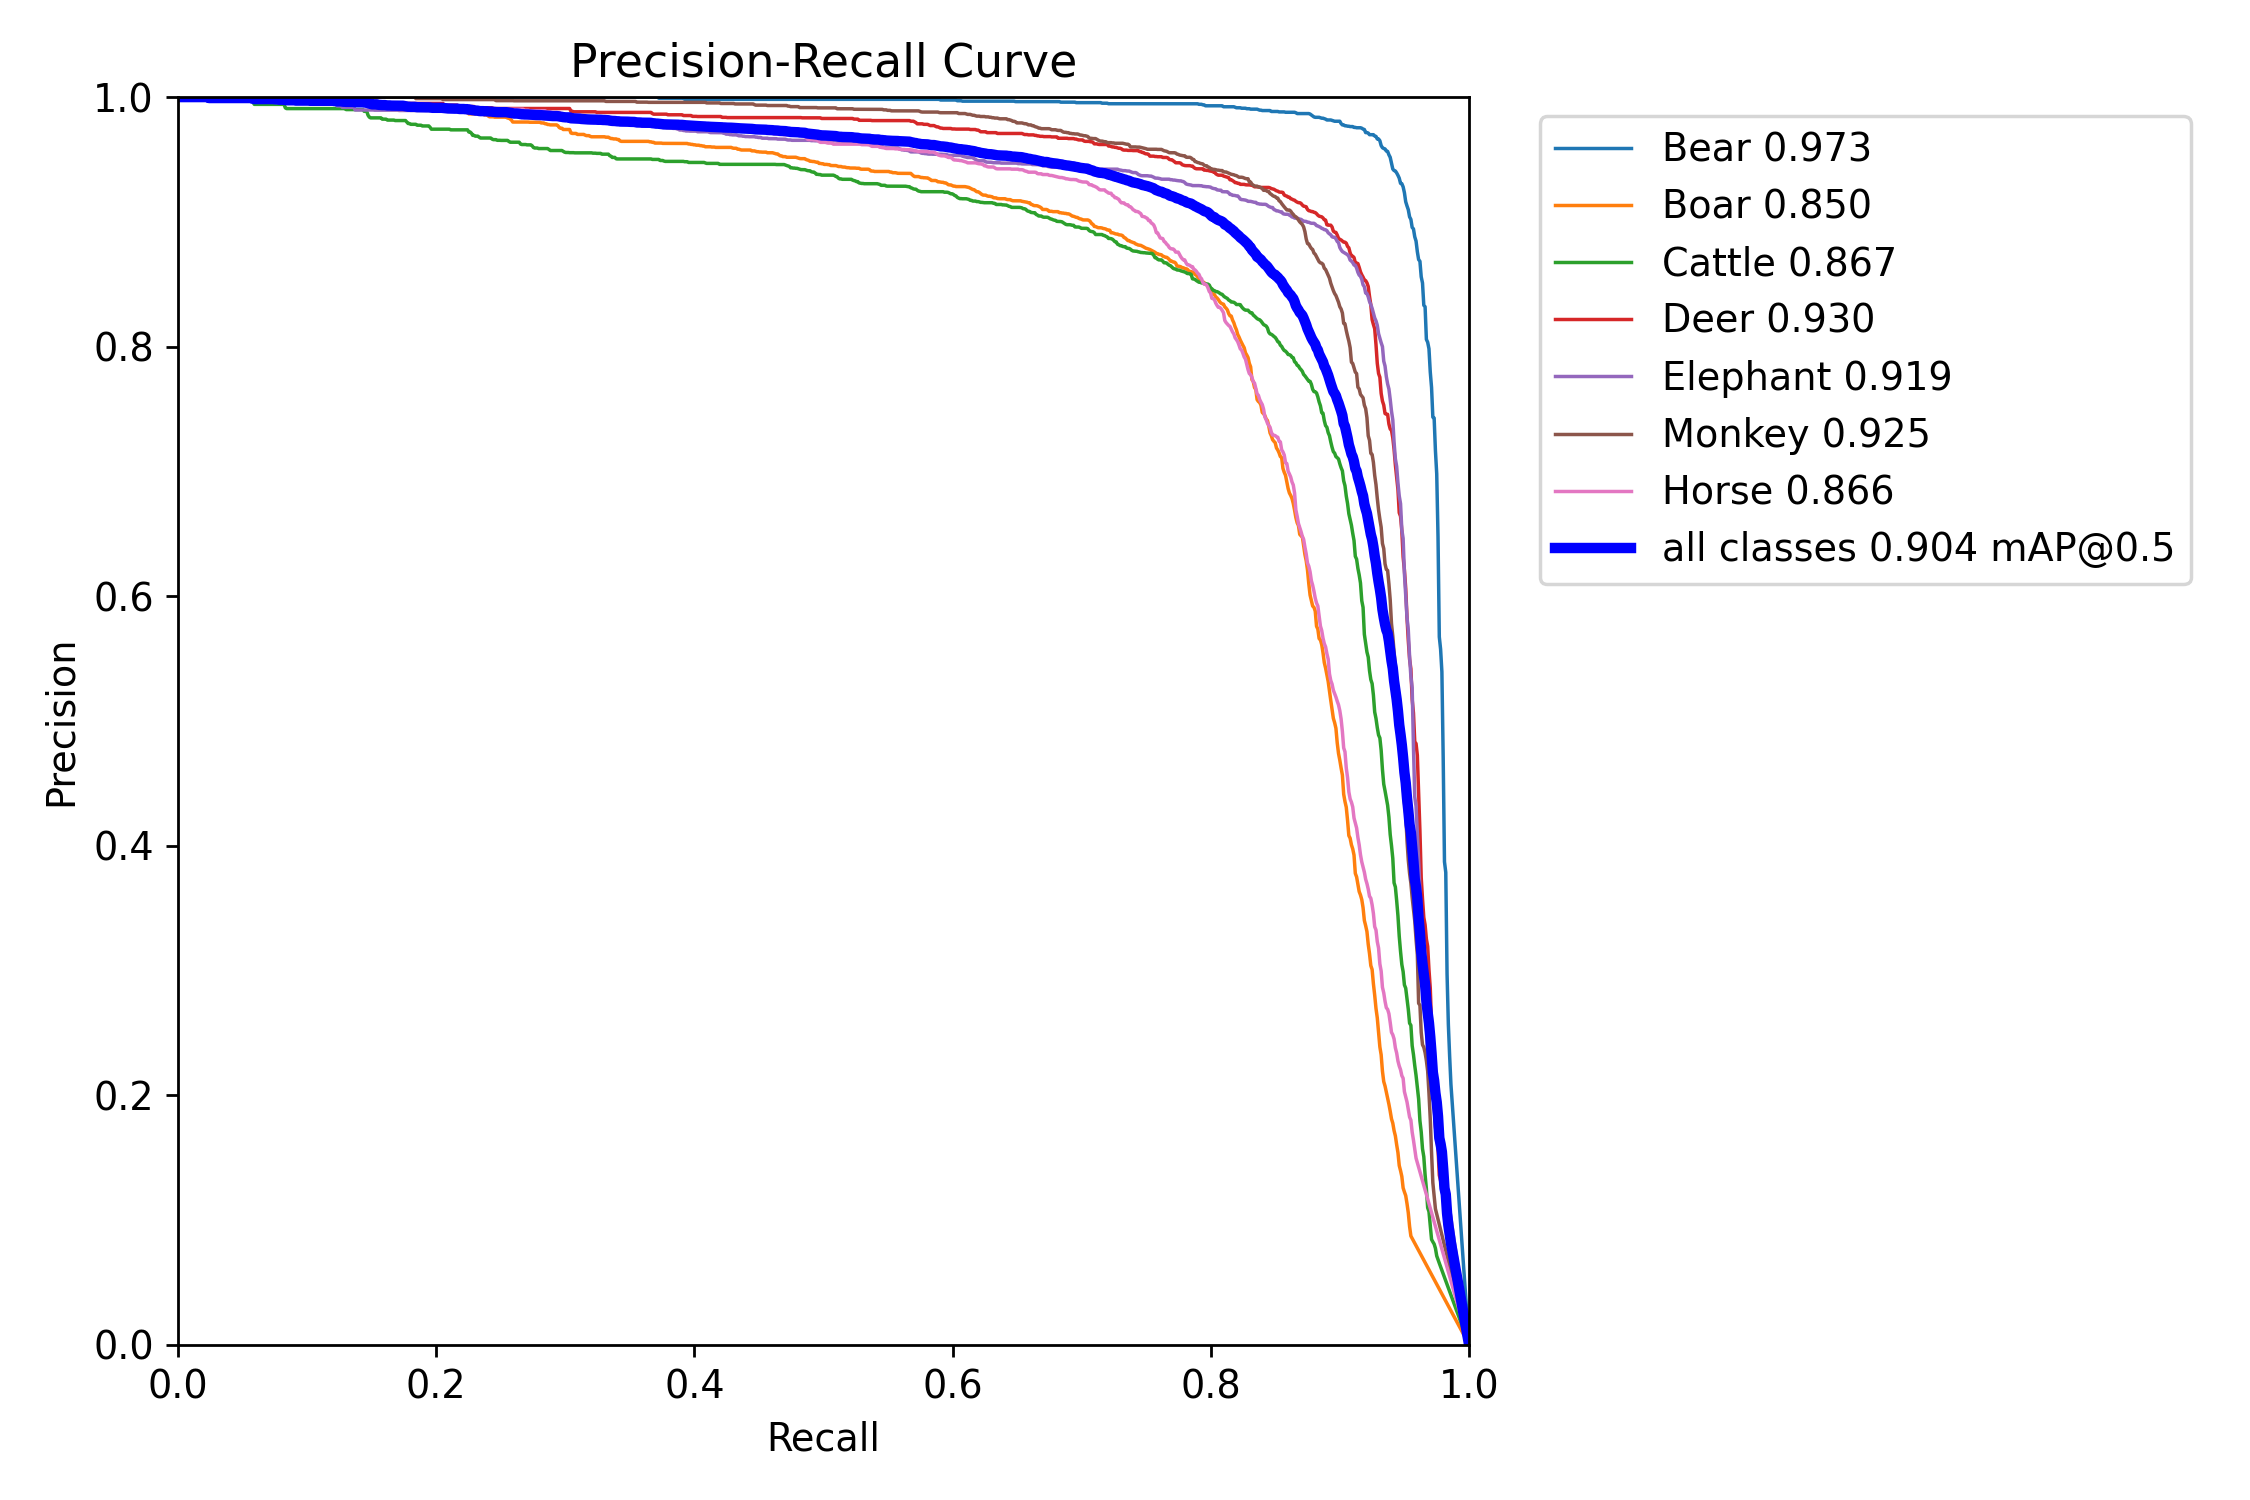 Precision-Recall Curve
1.0
0.8
0.6
0.4
0.2
0.0
Precision
0.0 0.2 0.4 0.6 0.8 1.0
Recall
Bear 0.973
Boar 0.850
Cattle 0.867
Deer 0.930
Elephant 0.919
Monkey 0.925
Horse 0.866
all classes 0.904 mAP@0.5